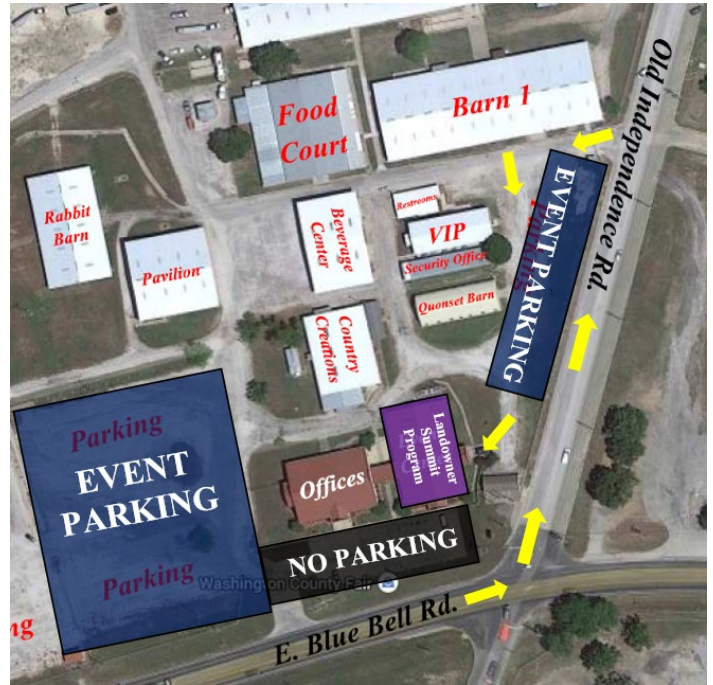 Old Independence Rd.
Barn 1
Food
Court
Restrooms
VIP
Security Office
Quonset Barn
Beverage
Center
Rabbit
Barn
Pavilion
Country
Creations
Parking
EVENT PARKING
Parking
EVENT
PARKING
Parking
Landowner
Summit
Program
Offices
NO PARKING
Washington County Fair
E. Blue Bell Rd.